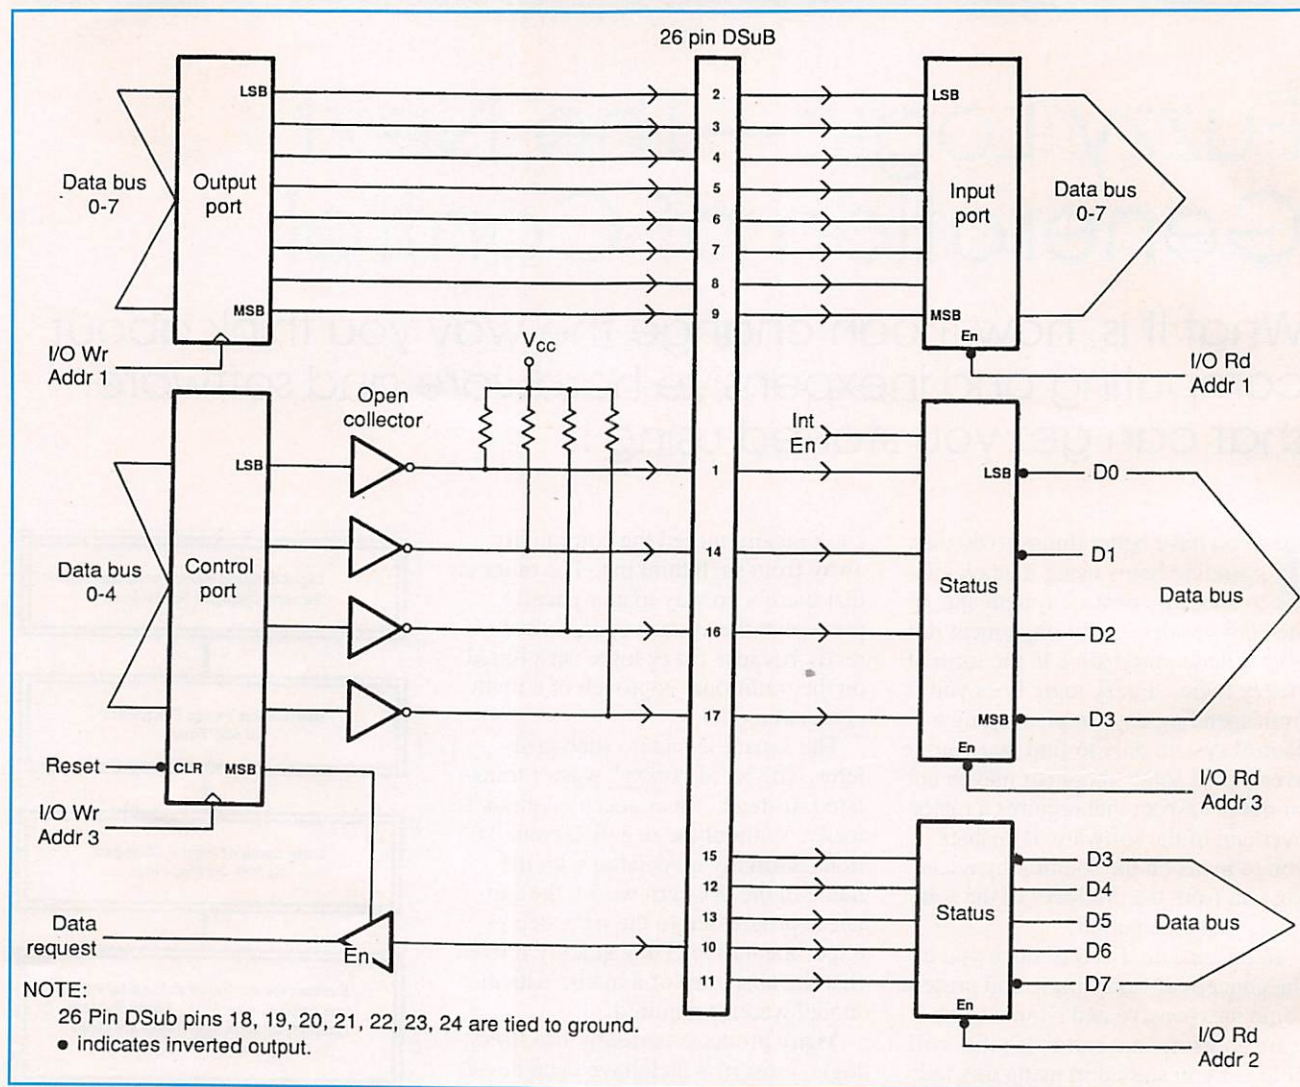 26 pin DSuB
LSB
2
LSB
3
4
Data bus
0-7
Output
port
5
Input
port
Data bus
0-7
6
7
8
MSB
9
MSB
En
I/O Wr
Addr 1
VCC
I/O Rd
Addr 1
Open
collector
Int
En
LSB
1
LSB
D0
14
D1
Data bus
0-4
Control
port
Status
Data bus
16
D2
17
MSB
D3
En
Reset
CLR
MSB
I/O Rd
Addr 3
I/O Wr
Addr 3
15
D3
12
D4
Status
13
D5
Data bus
Data
request
En
10
D6
11
D7
En
NOTE:
26 Pin DSub pins 18, 19, 20, 21, 22, 23, 24 are tied to ground.
● indicates inverted output.
I/O Rd
Addr 2